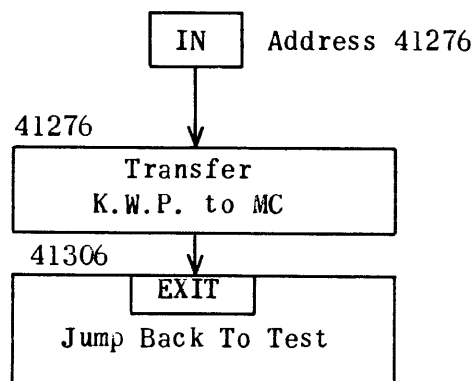 IN Address 41276
41276
Transfer
K.W.P. to MC
41306
EXIT
Jump Back To Test